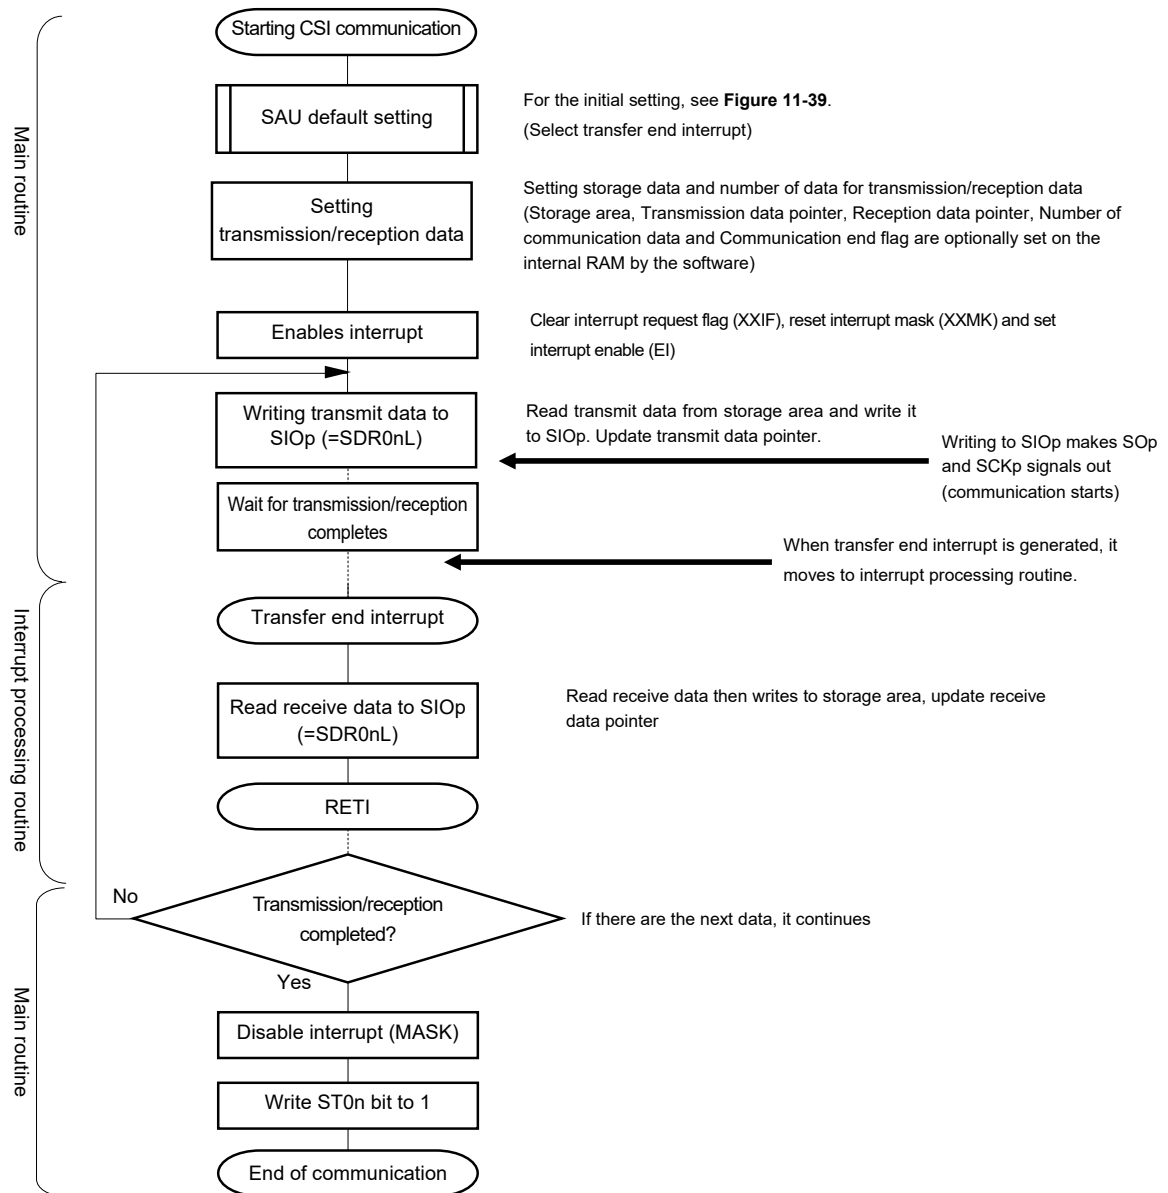 Starting CSI communication
Main routine
SAU default setting
For the initial setting, see Figure 11-39.
(Select transfer end interrupt)
Setting
transmission/reception data
Setting storage data and number of data for transmission/reception data
(Storage area, Transmission data pointer, Reception data pointer, Number of
communication data and Communication end flag are optionally set on the
internal RAM by the software)
Enables interrupt
Clear interrupt request flag (XXIF), reset interrupt mask (XXMK) and set
interrupt enable (EI)
Writing transmit data to
SIOp (=SDR0nL)
Read transmit data from storage area and write it
to SIOp. Update transmit data pointer.
Writing to SIOp makes SOp
and SCKp signals out
(communication starts)
Wait for transmission/reception
completes
When transfer end interrupt is generated, it
moves to interrupt processing routine.
Interrupt processing routine
Transfer end interrupt
Read receive data to SIOp
(=SDR0nL)
Read receive data then writes to storage area, update receive
data pointer
RETI
No
Transmission/reception
completed?
If there are the next data, it continues
Yes
Main routine
Disable interrupt (MASK)
Write ST0n bit to 1
End of communication